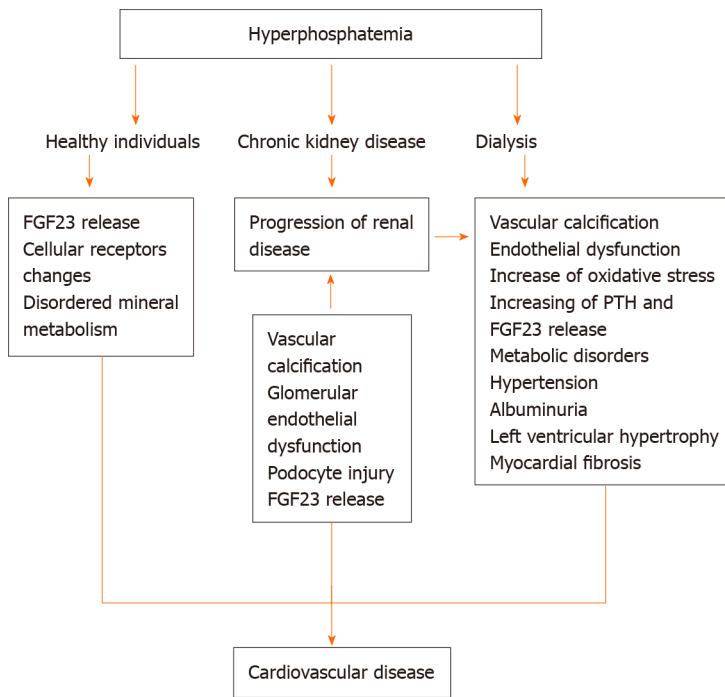 Hyperphosphatemia
Healthy individuals
Chronic kidney disease
Dialysis
FGF23 release
Cellular receptors
changes
Disordered mineral
metabolism
Progression of renal
disease
Vascular
calcification
Glomerular
endothelial
dysfunction
Podocyte injury
FGF23 release
Vascular calcification
Endothelial dysfunction
Increase of oxidative stress
Increasing of PTH and
FGF23 release
Metabolic disorders
Hypertension
Albuminuria
Left ventricular hypertrophy
Myocardial fibrosis
Cardiovascular disease